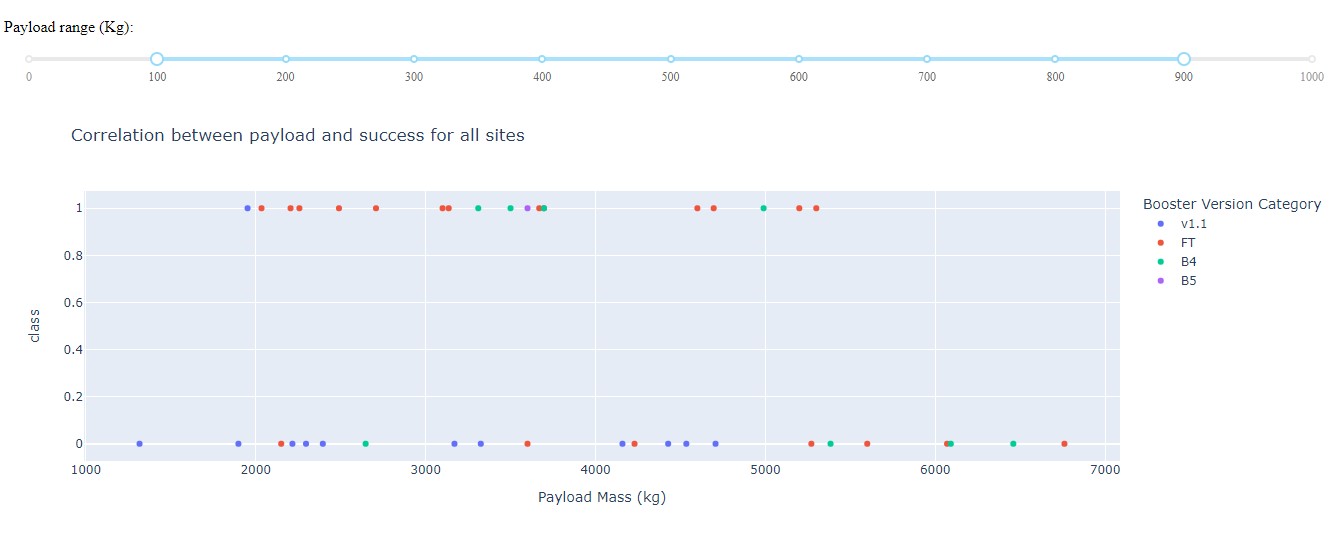 Payload range (Kg):
0 100 200 300 400 500 600 700 800 900 1000
Correlation between payload and success for all sites
1
0.8
0.6
0.4
0.2
0
class
1000 2000 3000 4000 5000 6000 7000
Payload Mass (kg)
Booster Version Category
v1.1
FT
B4
B5